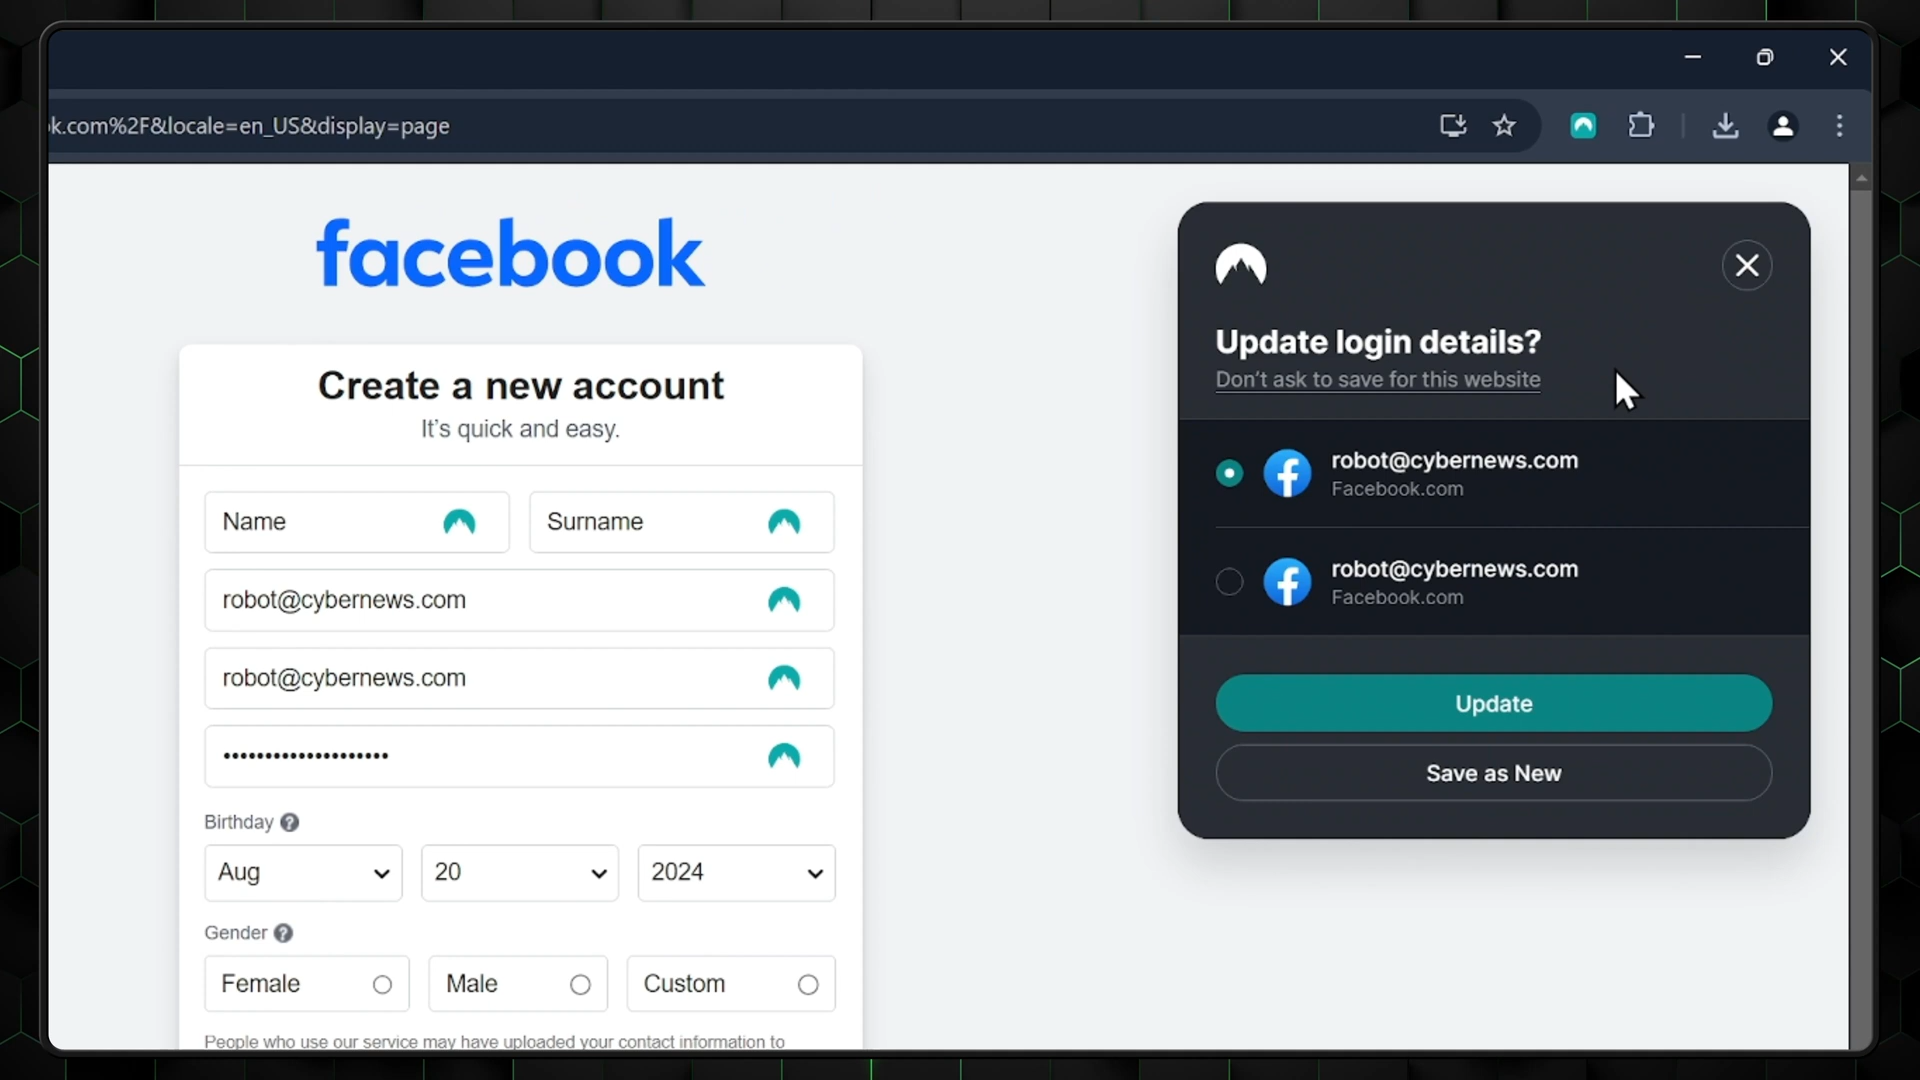 k.com%2F&locale=en_US&display=page
facebook
Create a new account
It's quick and easy.
Name
Surname
robot@cybernews.com
robot@cybernews.com
••••••••••••••••••••
Birthday ?
Aug
20
2024
Gender ?
Female
Male
Custom
People who use our service may have uploaded your contact information to
Update login details?
Don't ask to save for this website
robot@cybernews.com
Facebook.com
robot@cybernews.com
Facebook.com
Update
Save as New